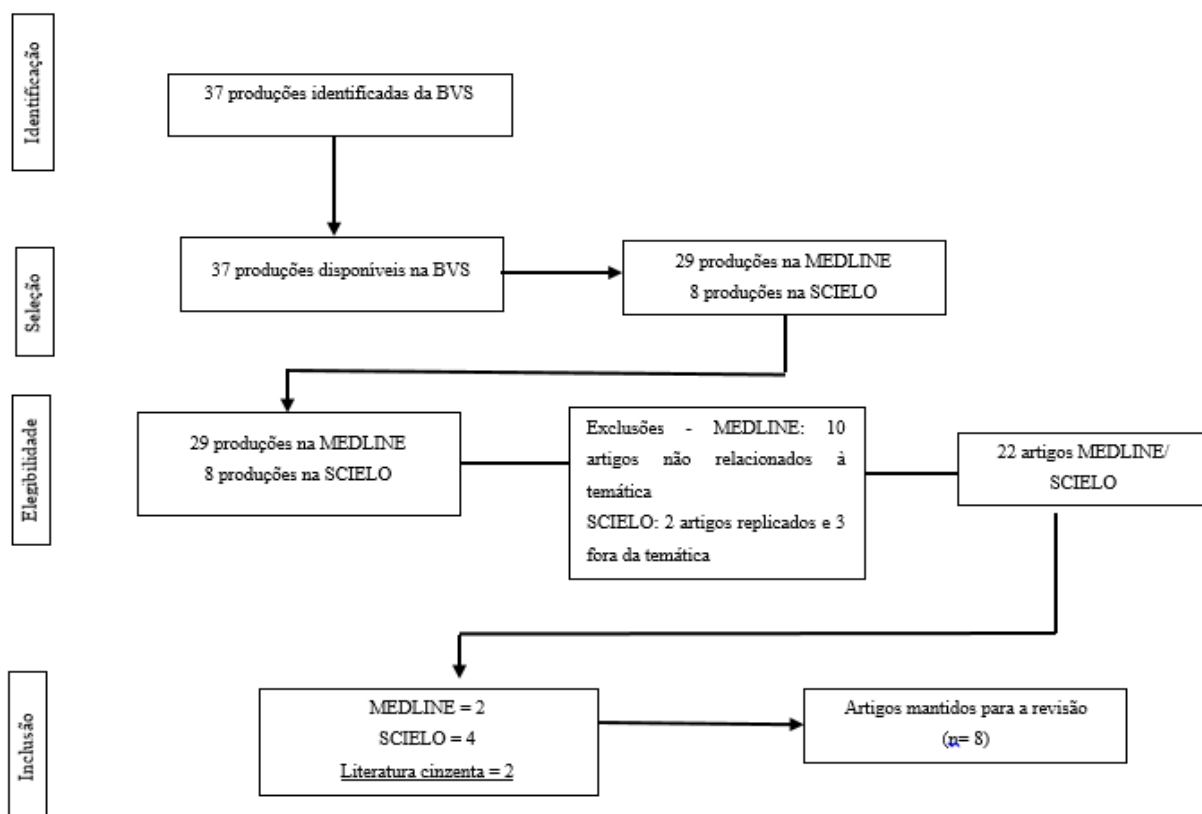 Identificação
37 produções identificadas da BVS
Seleção
37 produções disponíveis na BVS
29 produções na MEDLINE
8 produções na SCIELO
Elegibilidade
29 produções na MEDLINE
8 produções na SCIELO
Exclusões - MEDLINE: 10
artigos não relacionados à
temática
SCIELO: 2 artigos replicados e 3
fora da temática
22 artigos MEDLINE/
SCIELO
Inclusão
MEDLINE = 2
SCIELO = 4
Literatura cinzenta = 2
Artigos mantidos para a revisão
(n= 8)